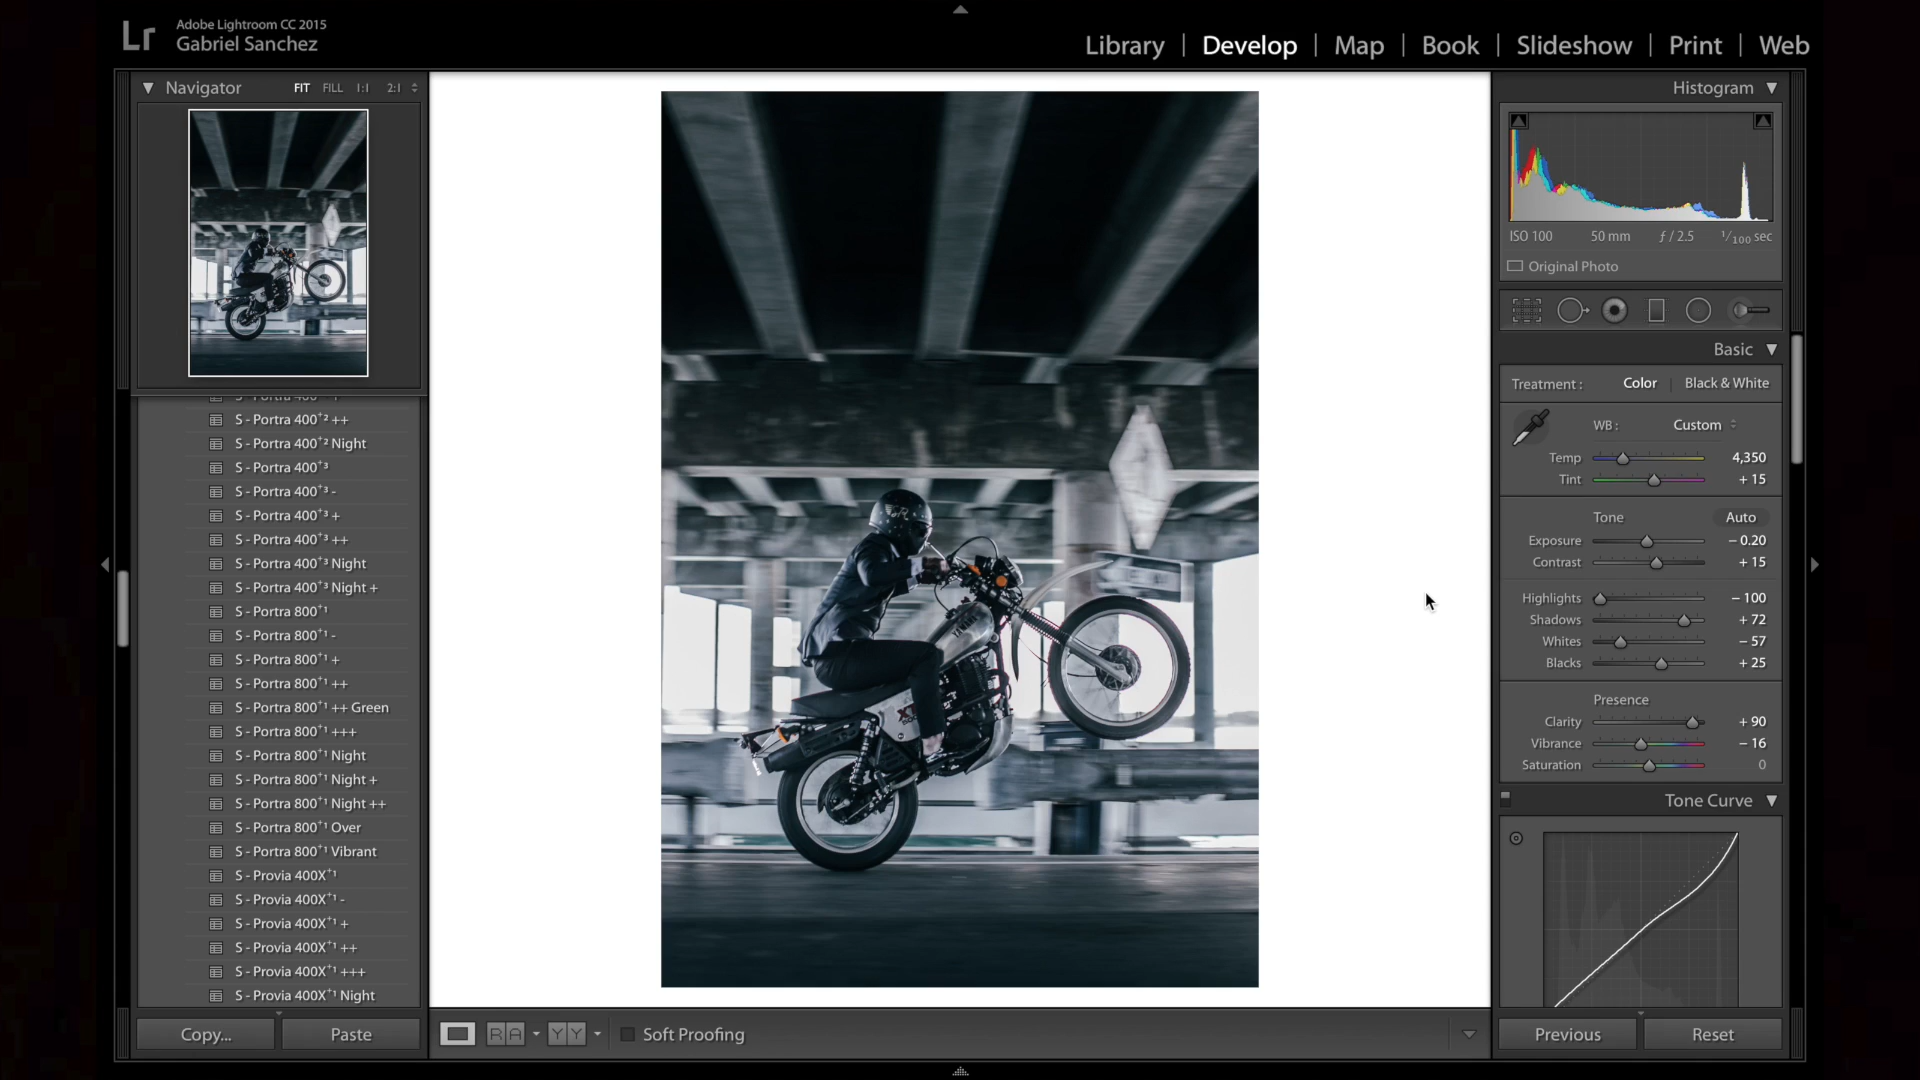 Lr
Adobe Lightroom CC 2015
Gabriel Sanchez
Library | Develop | Map | Book | Slideshow | Print | Web
Navigator FIT FILL 1:1 2:1
S - Portra 400⁺² ++
S - Portra 400⁺² Night
S - Portra 400⁺³
S - Portra 400⁺³ -
S - Portra 400⁺³ +
S - Portra 400⁺³ ++
S - Portra 400⁺³ Night
S - Portra 400⁺³ Night +
S - Portra 800⁺¹
S - Portra 800⁺¹ -
S - Portra 800⁺¹ +
S - Portra 800⁺¹ ++
S - Portra 800⁺¹ ++ Green
S - Portra 800⁺¹ +++
S - Portra 800⁺¹ Night
S - Portra 800⁺¹ Night +
S - Portra 800⁺¹ Night ++
S - Portra 800⁺¹ Over
S - Portra 800⁺¹ Vibrant
S - Provia 400X⁺¹
S - Provia 400X⁺¹ -
S - Provia 400X⁺¹ +
S - Provia 400X⁺¹ ++
S - Provia 400X⁺¹ +++
S - Provia 400X⁺¹ Night
Copy... Paste
YAMAHA
R A Y Y Soft Proofing
Histogram
ISO 100 50 mm ƒ / 2.5 1/100 sec
Original Photo
Basic
Treatment : Color | Black & White
WB : Custom
Temp 4,350
Tint + 15
Tone Auto
Exposure − 0.20
Contrast + 15
Highlights − 100
Shadows + 72
Whites − 57
Blacks + 25
Presence
Clarity + 90
Vibrance − 16
Saturation 0
Tone Curve
Previous Reset